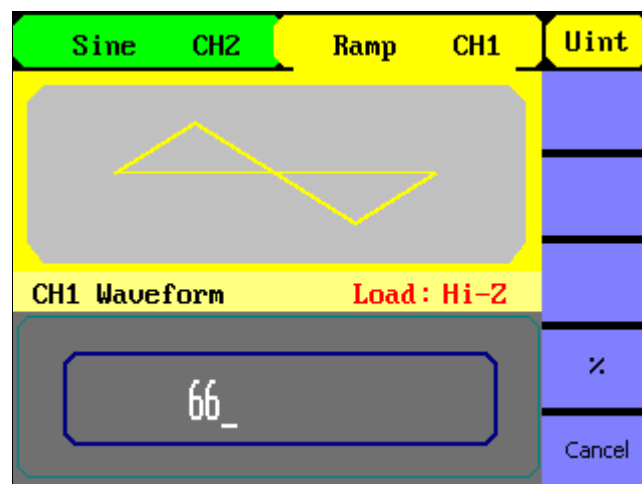 Sine CH2 Ramp CH1 Uint
CH1 Waveform Load: Hi-Z
66_
%
Cancel